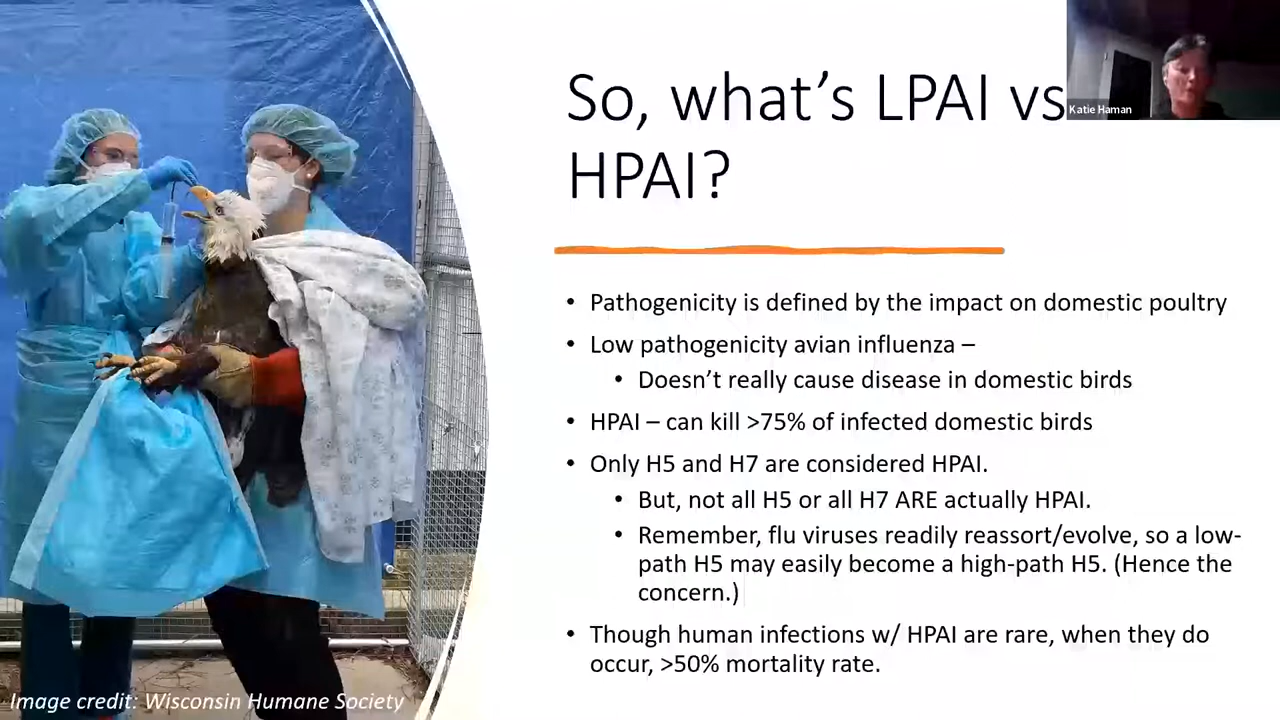 So, what's LPAI vs
HPAI?
Katie Haman
• Pathogenicity is defined by the impact on domestic poultry
• Low pathogenicity avian influenza –
• Doesn't really cause disease in domestic birds
• HPAI – can kill >75% of infected domestic birds
• Only H5 and H7 are considered HPAI.
• But, not all H5 or all H7 ARE actually HPAI.
• Remember, flu viruses readily reassort/evolve, so a low-
path H5 may easily become a high-path H5. (Hence the
concern.)
• Though human infections w/ HPAI are rare, when they do
occur, >50% mortality rate.
Image credit: Wisconsin Humane Society